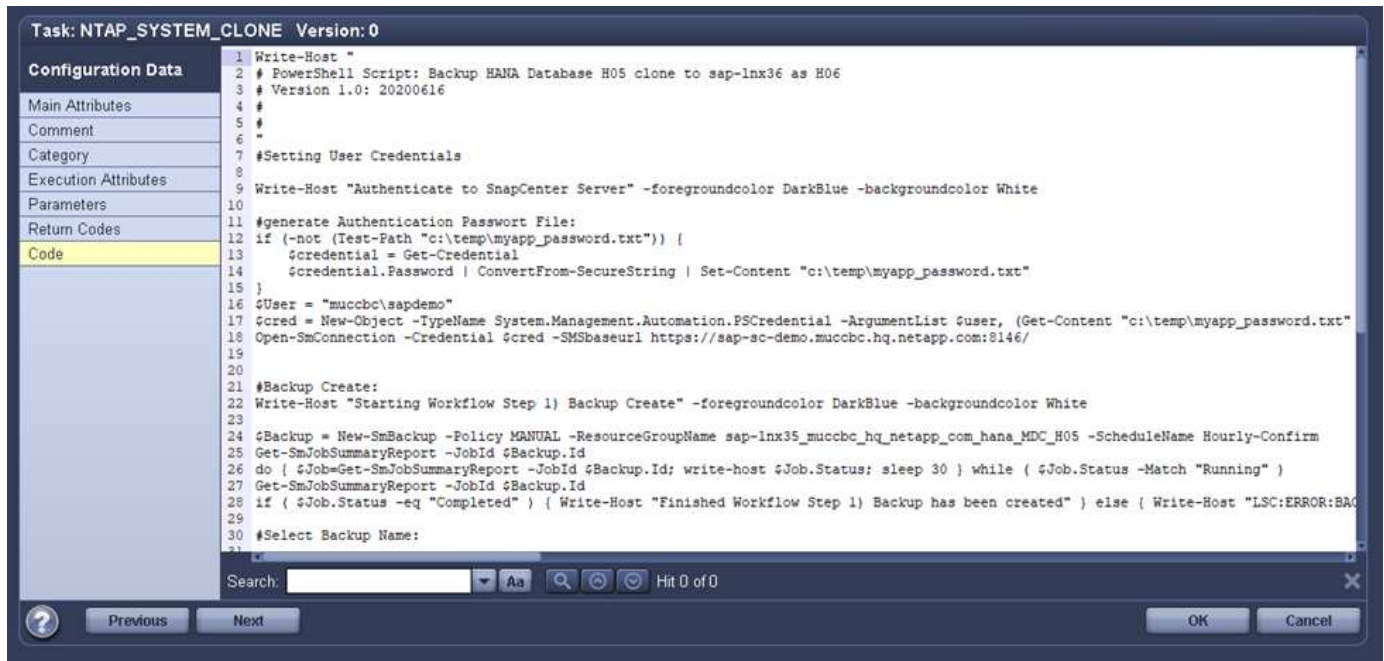 Task: NTAP_SYSTEM_CLONE Version: 0
Configuration Data
Main Attributes
Comment
Category
Execution Attributes
Parameters
Return Codes
Code
1 Write-Host "
2 # PowerShell Script: Backup HANA Database H05 clone to sap-lnx36 as H06
3 # Version 1.0: 20200616
4 #
5 #
6 "
7 #Setting User Credentials
8
9 Write-Host "Authenticate to SnapCenter Server" -foregroundcolor DarkBlue -backgroundcolor White
10
11 #generate Authentication Passwort File:
12 if (-not (Test-Path "c:\temp\myapp_password.txt")) {
13     $credential = Get-Credential
14     $credential.Password | ConvertFrom-SecureString | Set-Content "c:\temp\myapp_password.txt"
15 }
16 $User = "muccbc\sapdemo"
17 $cred = New-Object -TypeName System.Management.Automation.PSCredential -ArgumentList $user, (Get-Content "c:\temp\myapp_password.txt"
18 Open-SmConnection -Credential $cred -SMSbaseurl https://sap-sc-demo.muccbc.hq.netapp.com:8146/
19
20
21 #Backup Create:
22 Write-Host "Starting Workflow Step 1) Backup Create" -foregroundcolor DarkBlue -backgroundcolor White
23
24 $Backup = New-SmBackup -Policy MANUAL -ResourceGroupName sap-lnx35_muccbc_hq_netapp_com_hana_MDC_H05 -ScheduleName Hourly-Confirm
25 Get-SmJobSummaryReport -JobId $Backup.Id
26 do { $Job=Get-SmJobSummaryReport -JobId $Backup.Id; write-host $Job.Status; sleep 30 } while ( $Job.Status -Match "Running" )
27 Get-SmJobSummaryReport -JobId $Backup.Id
28 if ( $Job.Status -eq "Completed" ) { Write-Host "Finished Workflow Step 1) Backup has been created" } else { Write-Host "LSC:ERROR:BAC
29
30 #Select Backup Name:
31
Search:
Aa
Hit 0 of 0
?
Previous
Next
OK
Cancel